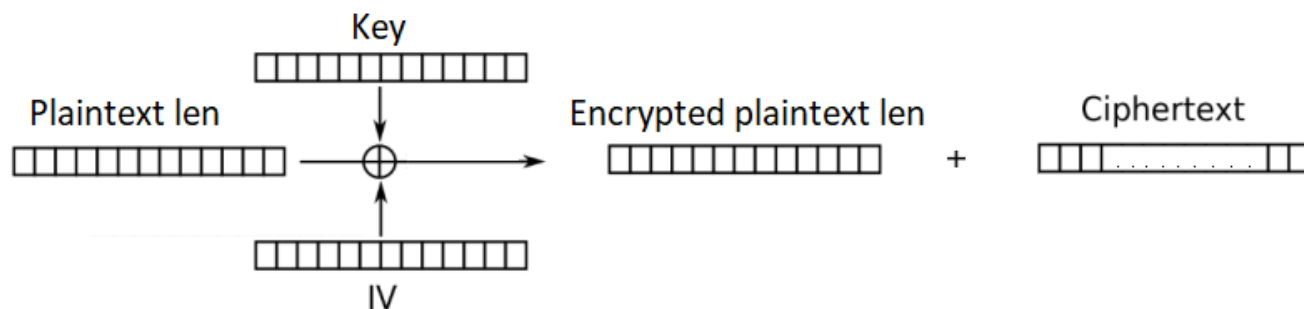 Key
Plaintext len
Encrypted plaintext len
+
Ciphertext
IV